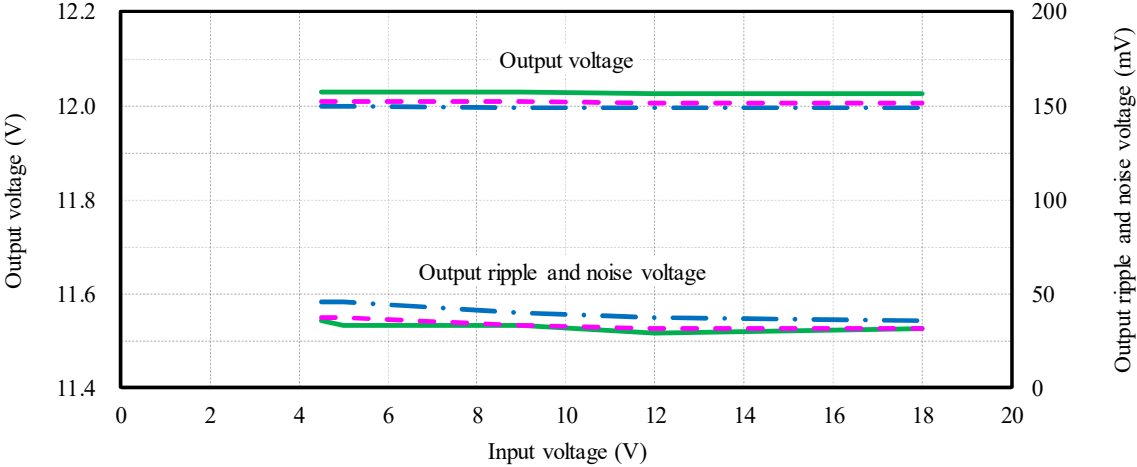 12.2
12.0
11.8
11.6
11.4
Output voltage (V)
200
150
100
50
0
Output ripple and noise voltage (mV)
Output voltage
Output ripple and noise voltage
0 2 4 6 8 10 12 14 16 18 20
Input voltage (V)